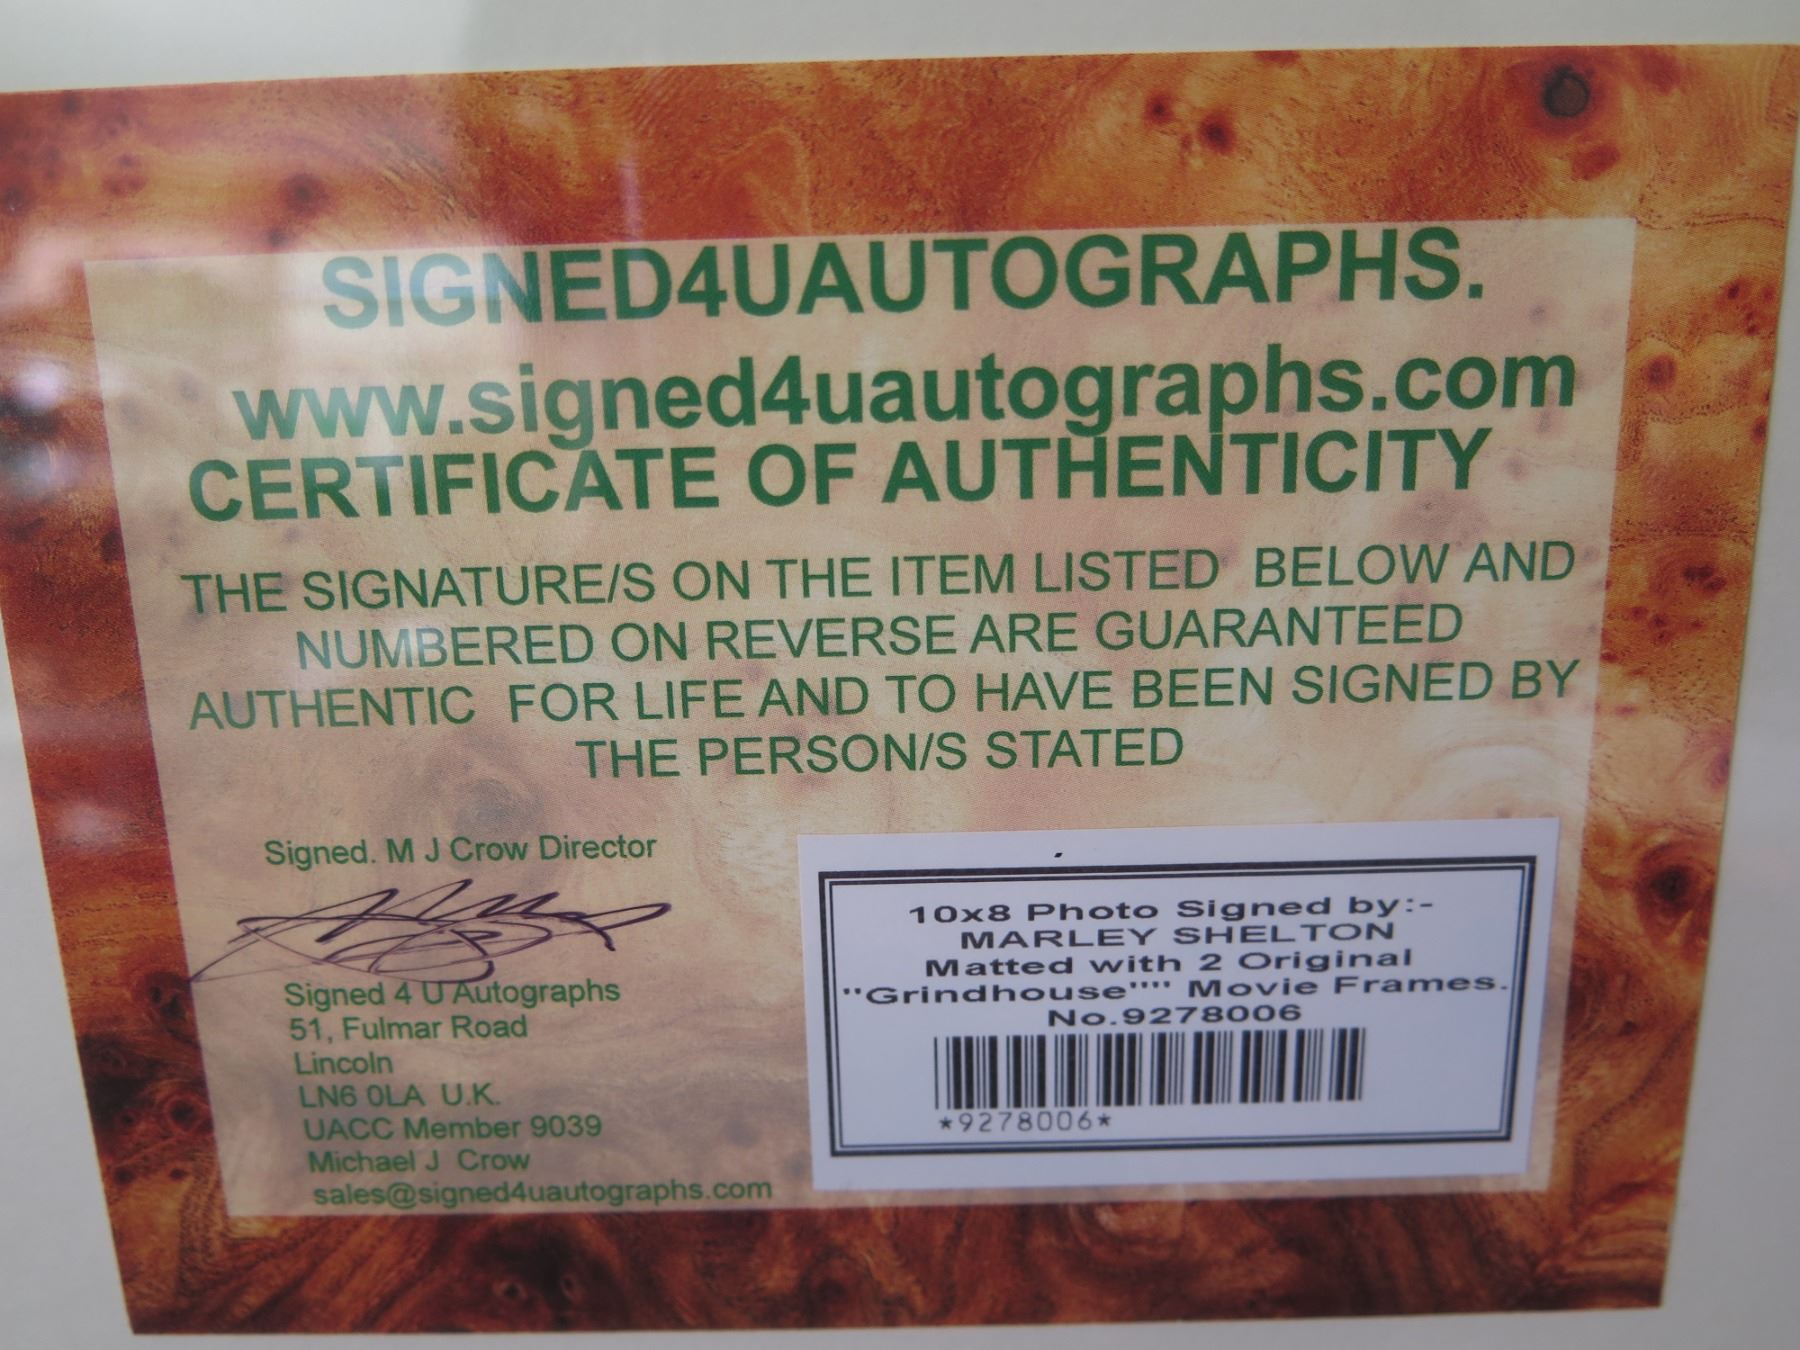 SIGNED4UAUTOGRAPHS.
www.signed4uautographs.com
CERTIFICATE OF AUTHENTICITY
THE SIGNATURE/S ON THE ITEM LISTED BELOW AND
NUMBERED ON REVERSE ARE GUARANTEED
AUTHENTIC FOR LIFE AND TO HAVE BEEN SIGNED BY
THE PERSON/S STATED
Signed. M J Crow Director
Signed 4 U Autographs
51, Fulmar Road
Lincoln
LN6 0LA U.K.
UACC Member 9039
Michael J Crow
sales@signed4uautographs.com
10x8 Photo Signed by:-
MARLEY SHELTON
Matted with 2 Original
"Grindhouse"" Movie Frames.
No.9278006
*9278006*